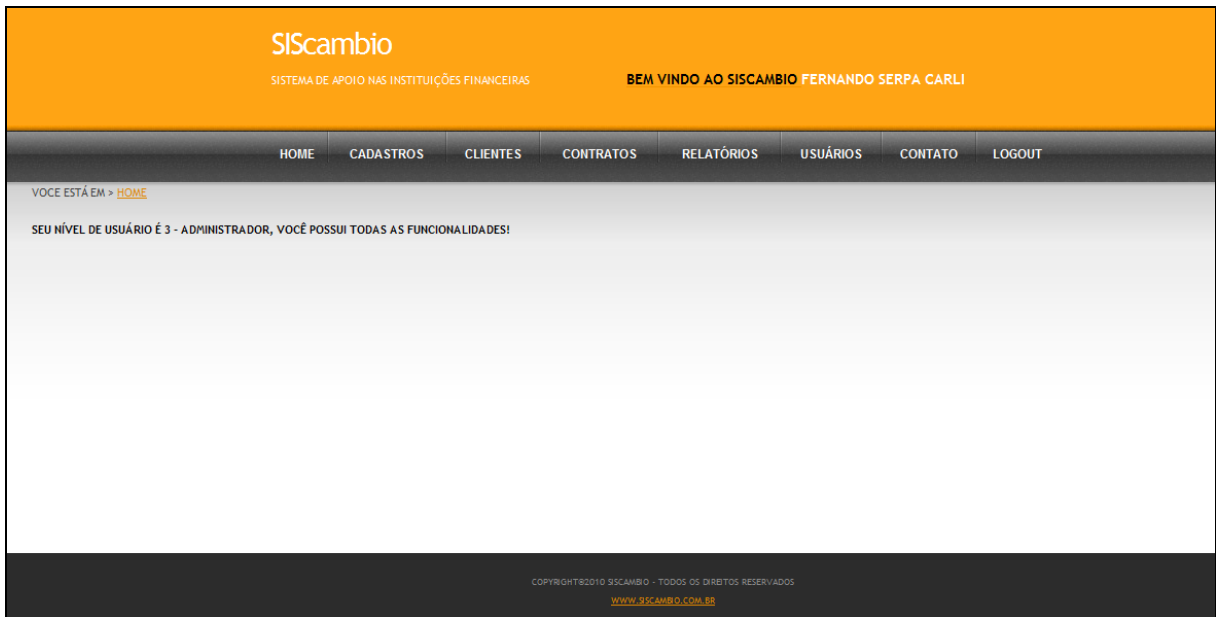 SIScambio
SISTEMA DE APOIO NAS INSTITUIÇÕES FINANCEIRAS
BEM VINDO AO SISCAMBIO FERNANDO SERPA CARLI
HOME CADASTROS CLIENTES CONTRATOS RELATÓRIOS USUÁRIOS CONTATO LOGOUT
VOCE ESTÁ EM > HOME
SEU NÍVEL DE USUÁRIO É 3 - ADMINISTRADOR, VOCÊ POSSUI TODAS AS FUNCIONALIDADES!
COPYRIGHT©2010 SISCAMBIO - TODOS OS DIREITOS RESERVADOS
WWW.SISCAMBIO.COM.BR